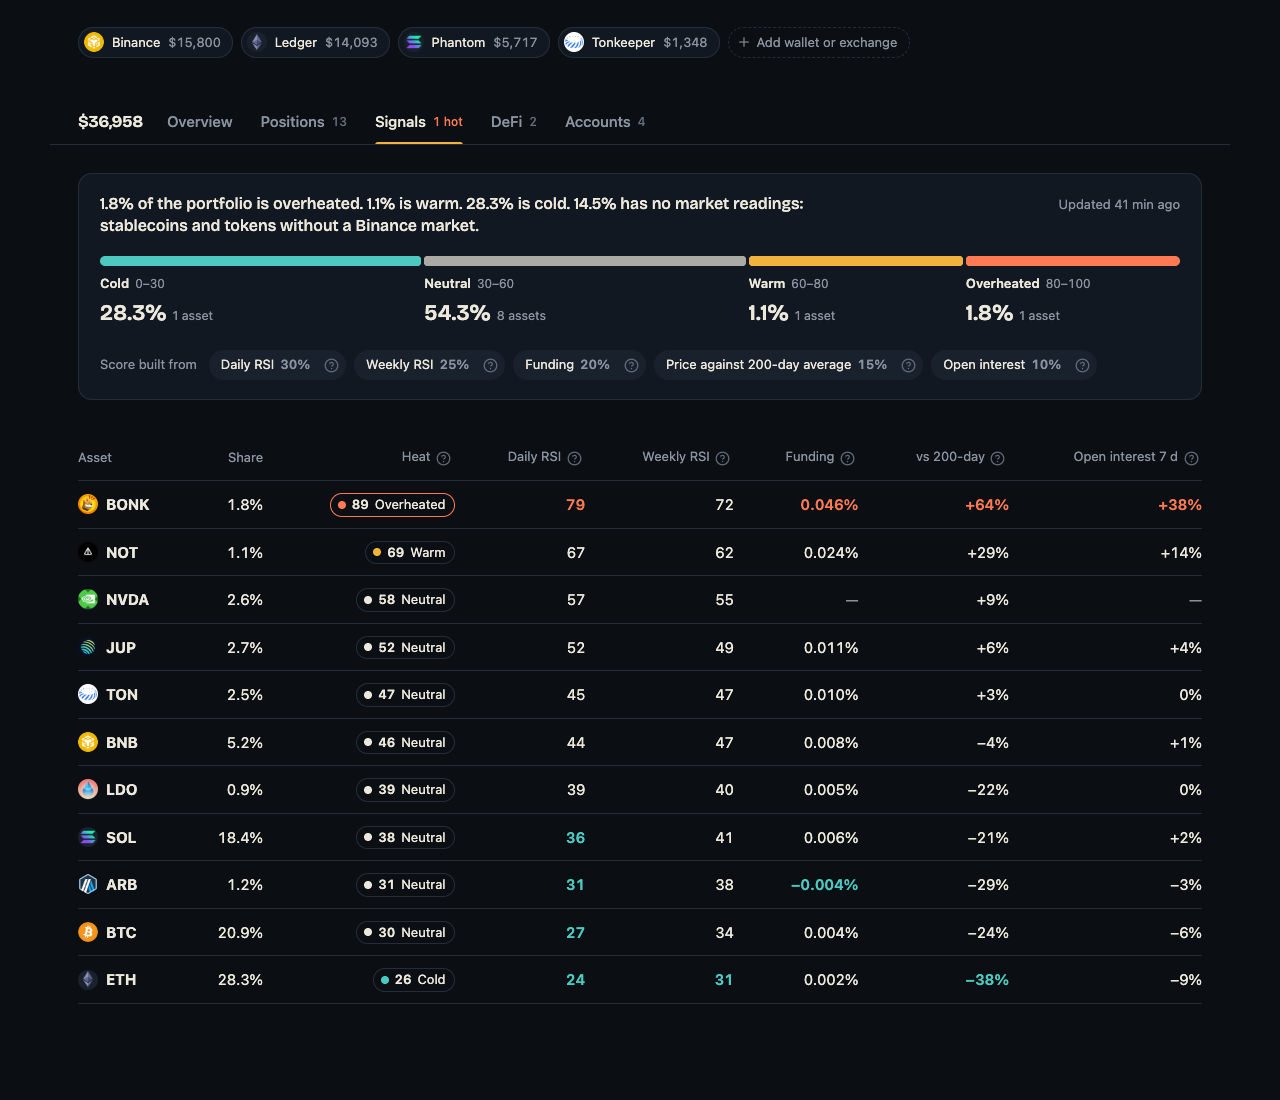 Binance $15,800 Ledger $14,093 Phantom $5,717 Tonkeeper $1,348 + Add wallet or exchange
$36,958 Overview Positions 13 Signals 1 hot DeFi 2 Accounts 4
1.8% of the portfolio is overheated. 1.1% is warm. 28.3% is cold. 14.5% has no market readings:
stablecoins and tokens without a Binance market.
Updated 41 min ago
Cold 0–30 Neutral 30–60 Warm 60–80 Overheated 80–100
28.3% 1 asset 54.3% 8 assets 1.1% 1 asset 1.8% 1 asset
Score built from Daily RSI 30% ? Weekly RSI 25% ? Funding 20% ? Price against 200-day average 15% ? Open interest 10% ?
Asset Share Heat ? Daily RSI ? Weekly RSI ? Funding ? vs 200-day ? Open interest 7 d ?
BONK 1.8% 89 Overheated 79 72 0.046% +64% +38%
NOT 1.1% 69 Warm 67 62 0.024% +29% +14%
NVDA 2.6% 58 Neutral 57 55 — +9% —
JUP 2.7% 52 Neutral 52 49 0.011% +6% +4%
TON 2.5% 47 Neutral 45 47 0.010% +3% 0%
BNB 5.2% 46 Neutral 44 47 0.008% −4% +1%
LDO 0.9% 39 Neutral 39 40 0.005% −22% 0%
SOL 18.4% 38 Neutral 36 41 0.006% −21% +2%
ARB 1.2% 31 Neutral 31 38 −0.004% −29% −3%
BTC 20.9% 30 Neutral 27 34 0.004% −24% −6%
ETH 28.3% 26 Cold 24 31 0.002% −38% −9%